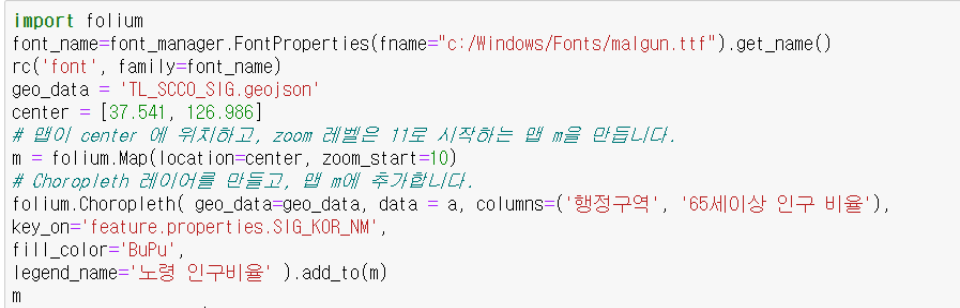 import folium
font_name=font_manager.FontProperties(fname="c:/Windows/Fonts/malgun.ttf").get_name()
rc('font', family=font_name)
geo_data = 'TL_SCCO_SIG.geojson'
center = [37.541, 126.986]
# 맵이 center 에 위치하고, zoom 레벨은 11로 시작하는 맵 m을 만듭니다.
m = folium.Map(location=center, zoom_start=10)
# Choropleth 레이어를 만들고, 맵 m에 추가합니다.
folium.Choropleth( geo_data=geo_data, data = a, columns=('행정구역', '65세이상 인구 비율'),
key_on='feature.properties.SIG_KOR_NM',
fill_color='BuPu',
legend_name='노령 인구비율' ).add_to(m)
m